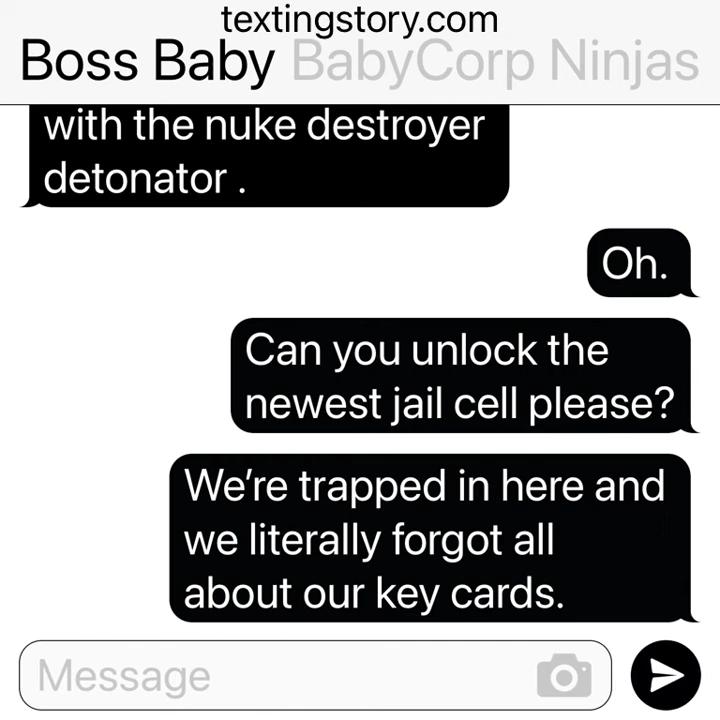 textingstory.com
Boss Baby BabyCorp Ninjas
with the nuke destroyer
detonator .
Oh.
Can you unlock the
newest jail cell please?
We’re trapped in here and
we literally forgot all
about our key cards.
Message